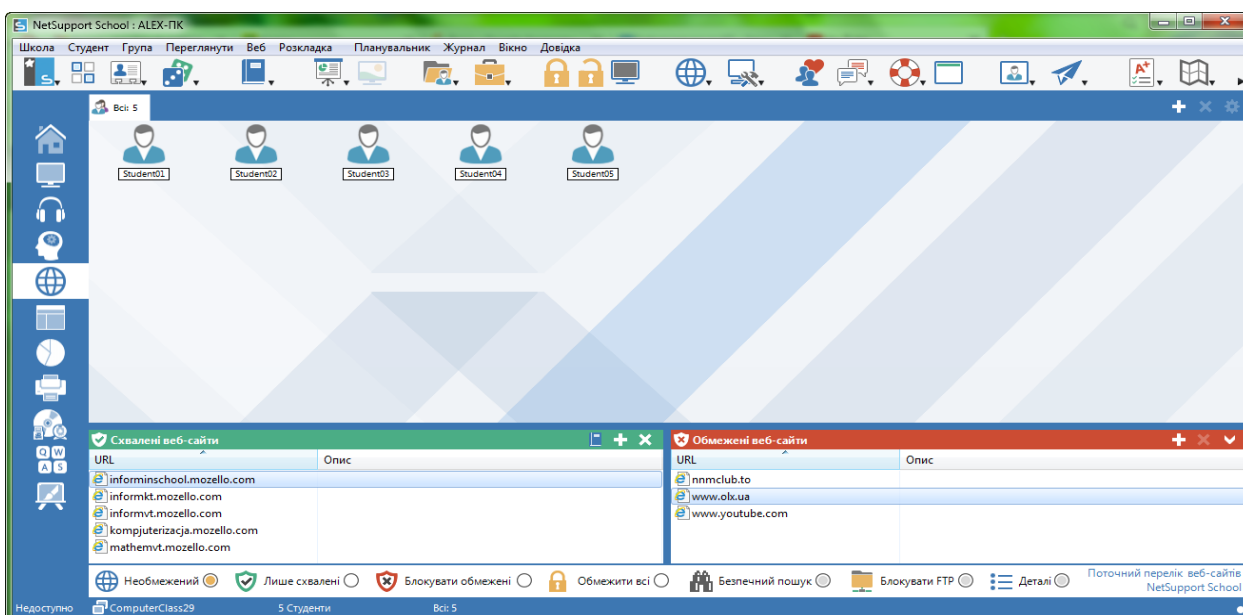 NetSupport School : ALEX-ПК
Школа Студент Група Переглянути Веб Розкладка Планувальник Журнал Вікно Довідка
Всі: 5
Student01 Student02 Student03 Student04 Student05
Схвалені веб-сайти
URL Опис
informinschool.mozello.com
informkt.mozello.com
informvt.mozello.com
kompjuterizacja.mozello.com
mathemvt.mozello.com
Обмежені веб-сайти
URL Опис
nnmclub.to
www.olx.ua
www.youtube.com
Необмежений Лише схвалені Блокувати обмежені Обмежити всі Безпечний пошук Блокувати FTP Деталі
Поточний перелік веб-сайтів
NetSupport School
Недоступно ComputerClass29 5 Студенти Всі: 5